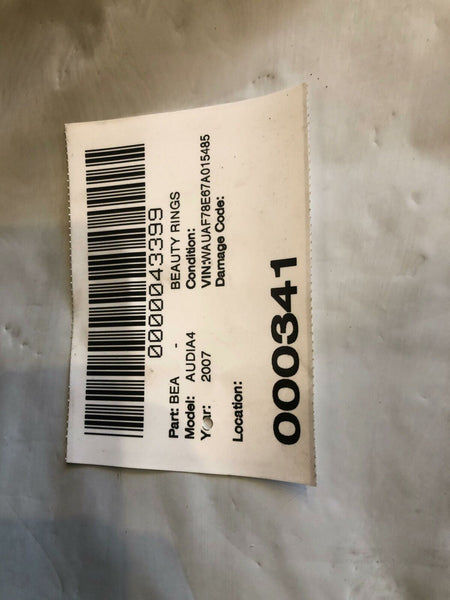 0000043399
Part: BEA - BEAUTY RINGS
Model: AUDIA4 Condition:
Year: 2007 VIN:WAUAF78E67A015485
Damage Code:
Location:
000341